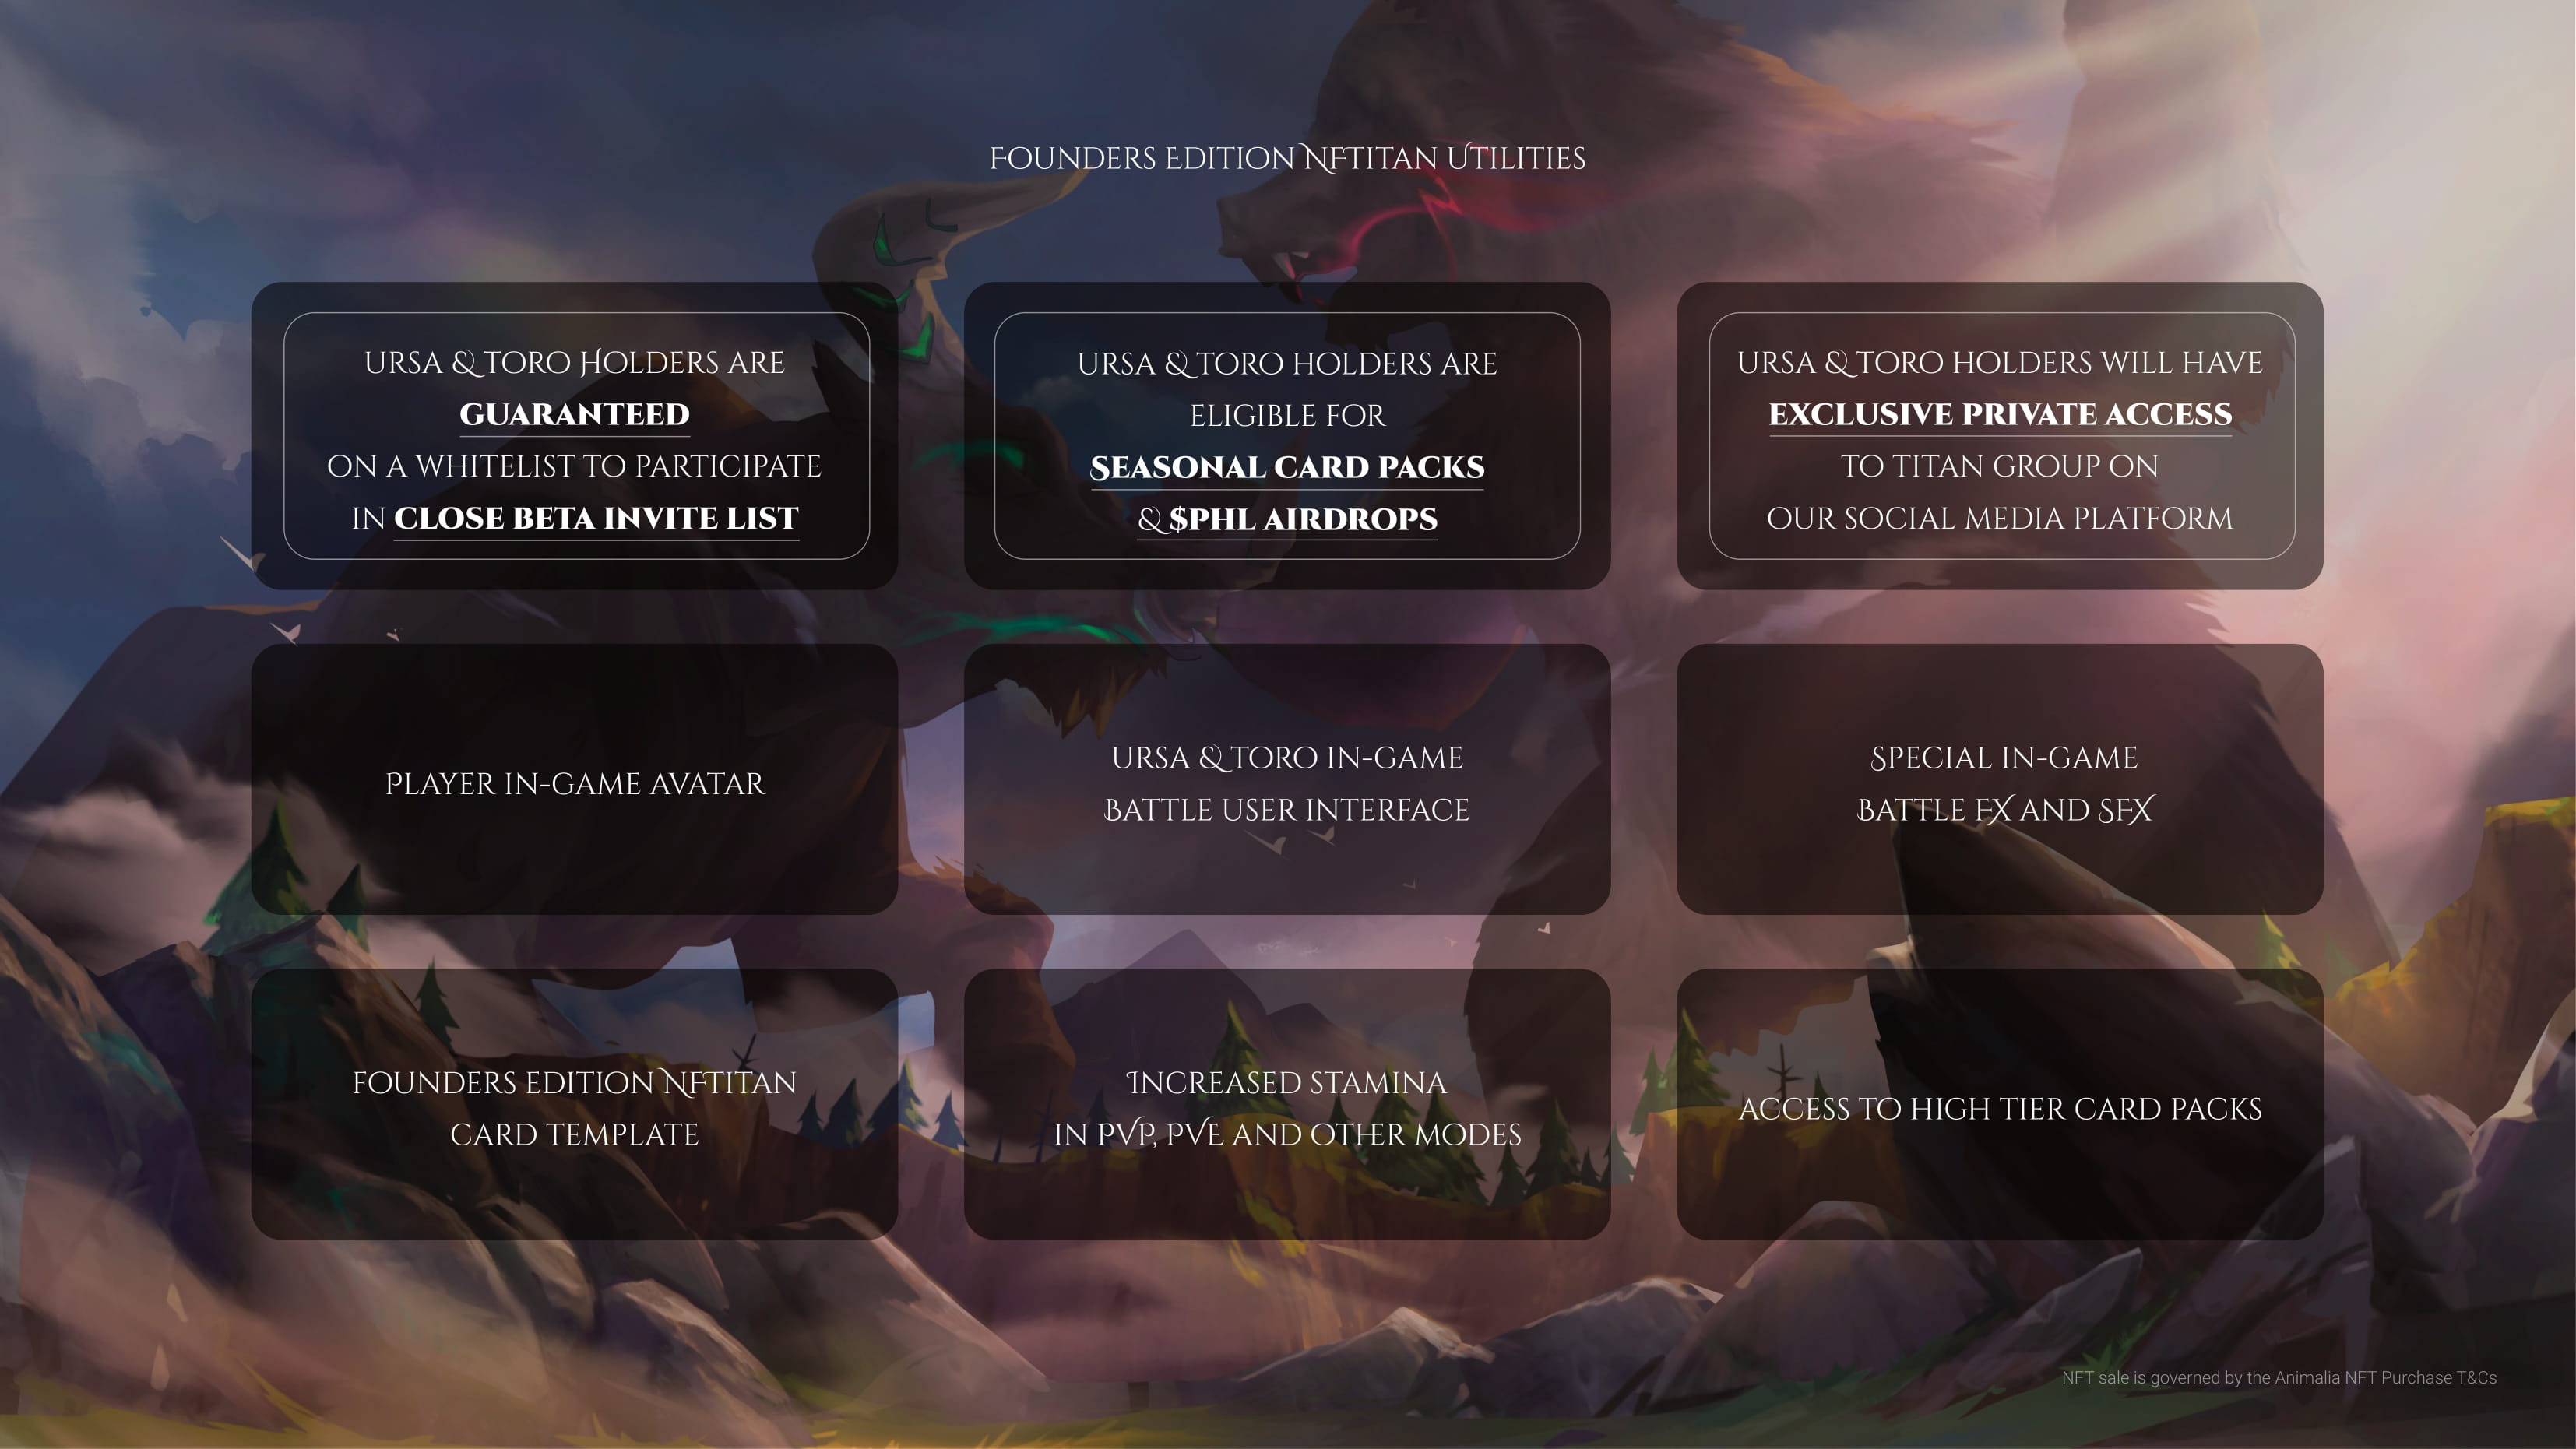 Founders Edition NFTitan Utilities
URSA & TORO HOLDERS ARE
GUARANTEED
ON A WHITELIST TO PARTICIPATE
IN CLOSE BETA INVITE LIST
URSA & TORO HOLDERS ARE
ELIGIBLE FOR
SEASONAL CARD PACKS
& $PHL AIRDROPS
URSA & TORO HOLDERS WILL HAVE
EXCLUSIVE PRIVATE ACCESS
TO TITAN GROUP ON
OUR SOCIAL MEDIA PLATFORM
PLAYER IN-GAME AVATAR
URSA & TORO IN-GAME
BATTLE USER INTERFACE
SPECIAL IN-GAME
BATTLE FX AND SFX
FOUNDERS EDITION NFTITAN
CARD TEMPLATE
INCREASED STAMINA
IN PVP, PVE AND OTHER MODES
ACCESS TO HIGH TIER CARD PACKS
NFT sale is governed by the Animalia NFT Purchase T&Cs